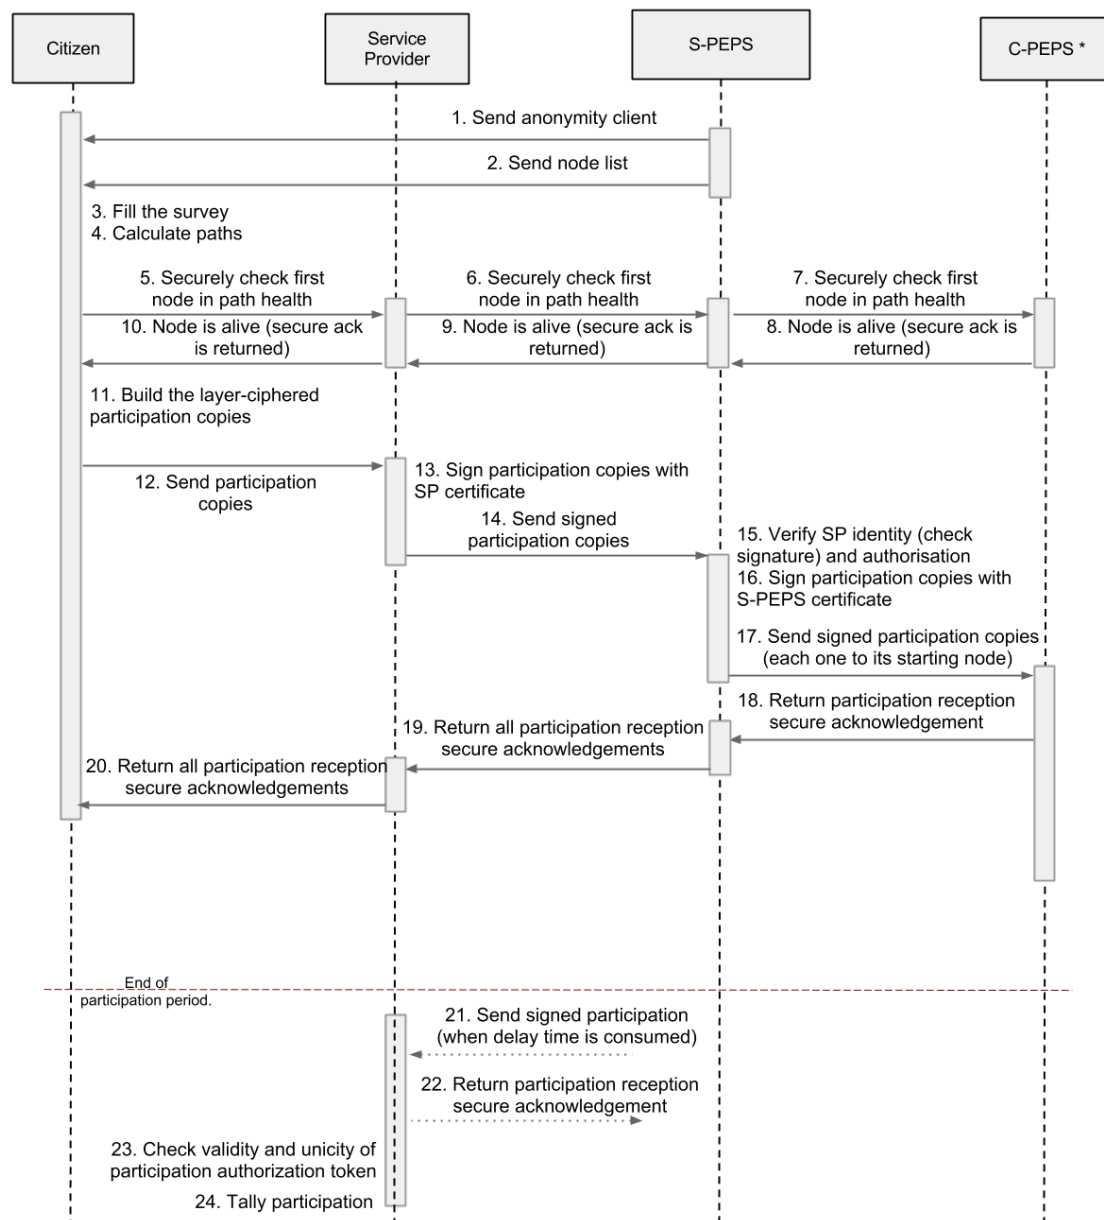 Citizen
Service
Provider
S-PEPS
C-PEPS *
1. Send anonymity client
2. Send node list
3. Fill the survey
4. Calculate paths
5. Securely check first
node in path health
6. Securely check first
node in path health
7. Securely check first
node in path health
10. Node is alive (secure ack
is returned)
9. Node is alive (secure ack is
returned)
8. Node is alive (secure ack is
returned)
11. Build the layer-ciphered
participation copies
12. Send participation
copies
13. Sign participation copies with
SP certificate
14. Send signed
participation copies
15. Verify SP identity (check
signature) and authorisation
16. Sign participation copies with
S-PEPS certificate
17. Send signed participation copies
(each one to its starting node)
18. Return participation reception
secure acknowledgement
19. Return all participation reception
secure acknowledgements
20. Return all participation reception
secure acknowledgements
End of
participation period.
21. Send signed participation
(when delay time is consumed)
22. Return participation reception
secure acknowledgement
23. Check validity and unicity of
participation authorization token
24. Tally participation